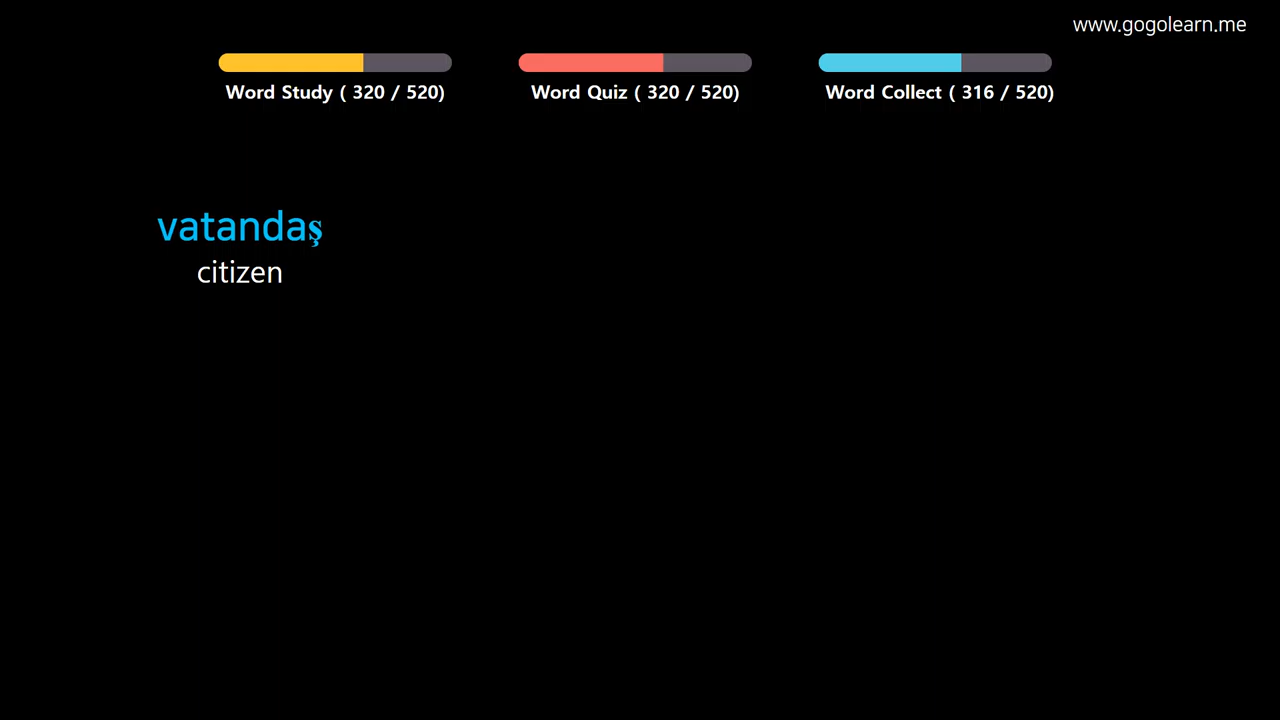 www.gogolearn.me
Word Study ( 320 / 520)
Word Quiz ( 320 / 520)
Word Collect ( 316 / 520)
vatandaş
citizen